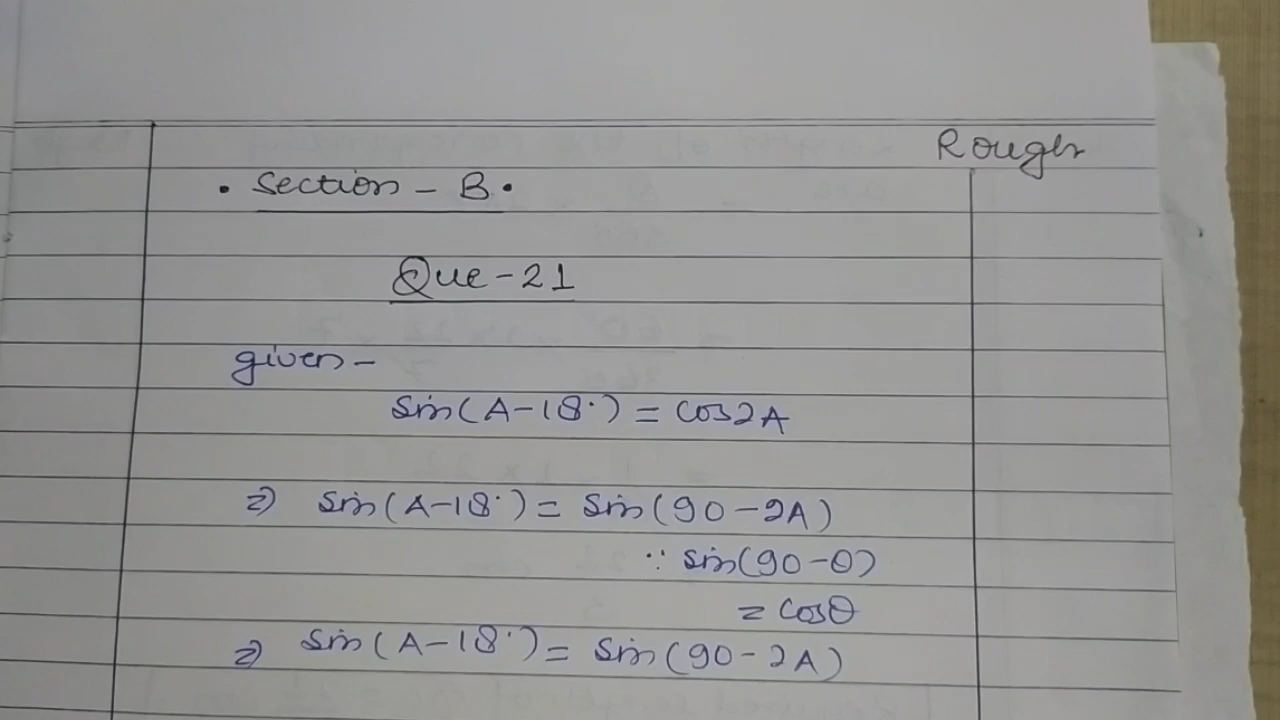 Rough
. Section - B.
Que-21
given-
Sin(A-18°) = Cos2A
=> Sin(A-18°) = Sin(90-2A)
∵ Sin(90-θ)
= Cosθ
=> Sin(A-18°) = Sin(90-2A)